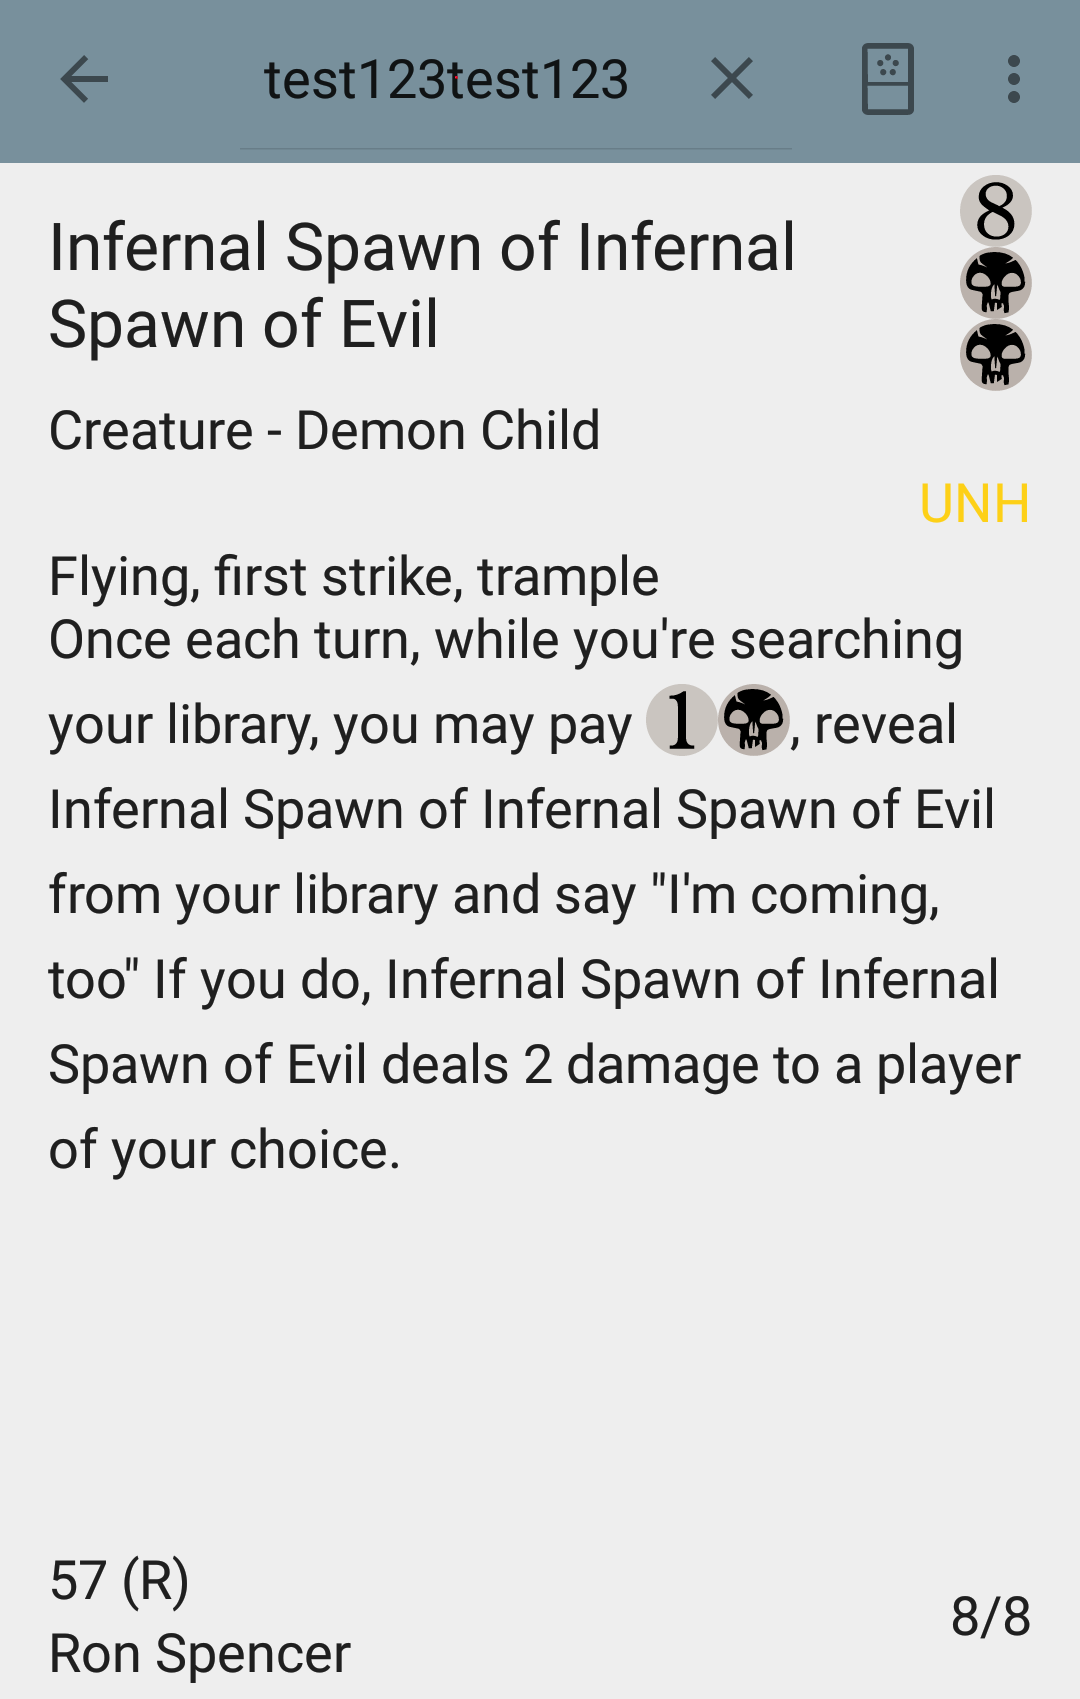 test123test123
Infernal Spawn of Infernal
Spawn of Evil
8
Creature - Demon Child
UNH
Flying, first strike, trample
Once each turn, while you're searching
your library, you may pay 1, reveal
Infernal Spawn of Infernal Spawn of Evil
from your library and say "I'm coming,
too" If you do, Infernal Spawn of Infernal
Spawn of Evil deals 2 damage to a player
of your choice.
57 (R)
8/8
Ron Spencer